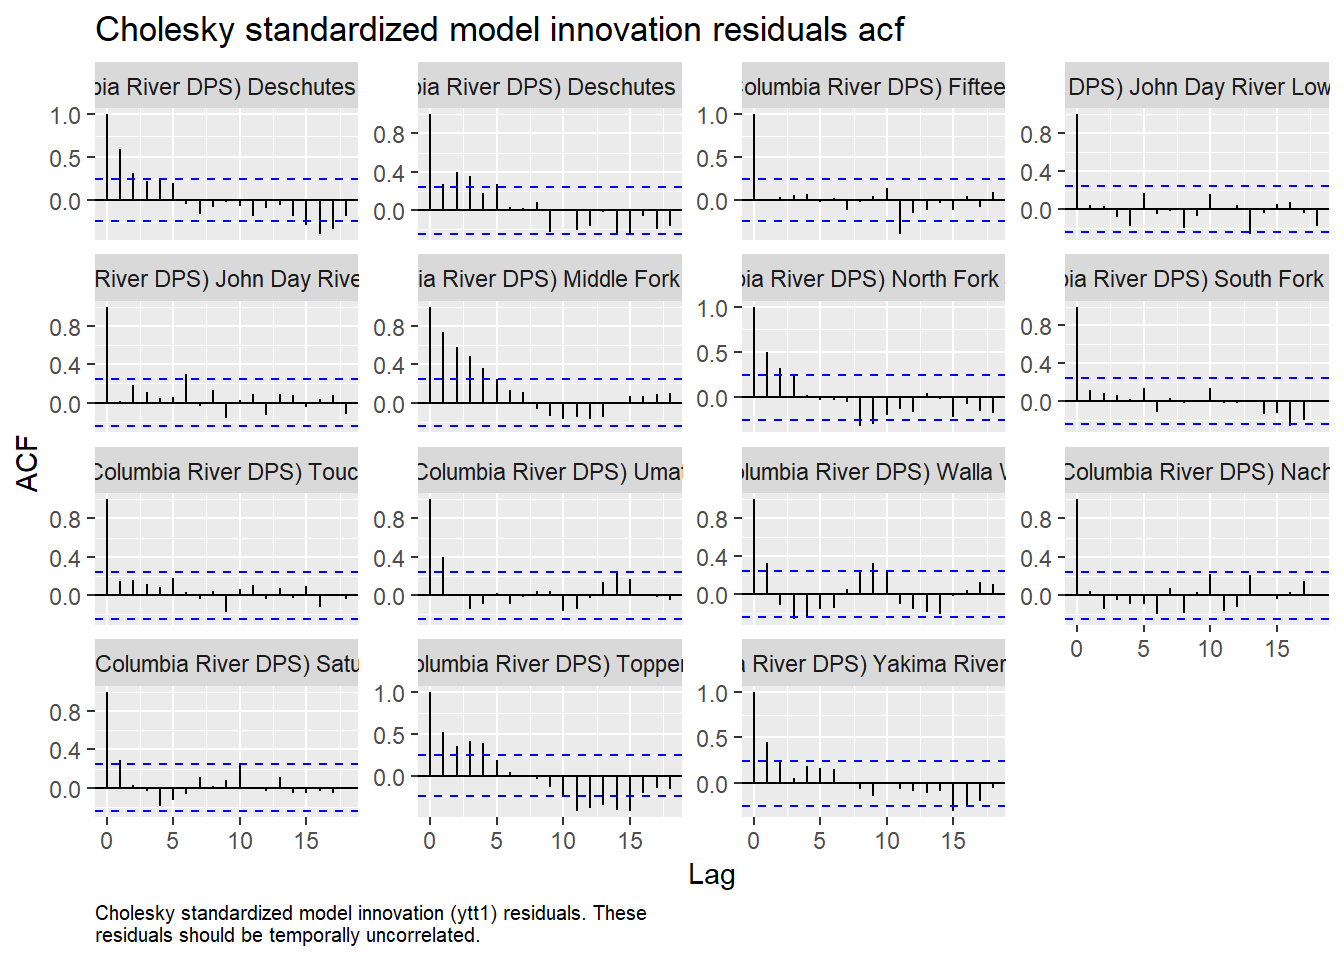 Cholesky standardized model innovation residuals acf
bia River DPS) Deschutes
ia River DPS) Deschutes
olumbia River DPS) Fiftee
DPS) John Day River Low
1.0
0.5
0.0
0.8
0.4
0.0
1.0
0.5
0.0
0.8
0.4
0.0
River DPS) John Day Rive
ia River DPS) Middle Fork
bia River DPS) North Fork
bia River DPS) South Fork
0.8
0.4
0.0
0.8
0.4
0.0
1.0
0.5
0.0
0.8
0.4
0.0
ACF
Columbia River DPS) Touc
Columbia River DPS) Umat
olumbia River DPS) Walla W
Columbia River DPS) Nach
0.8
0.4
0.0
0.8
0.4
0.0
0.8
0.4
0.0
0.8
0.4
0.0
0 5 10 15
Columbia River DPS) Satu
olumbia River DPS) Toppen
a River DPS) Yakima River
0.8
0.4
0.0
1.0
0.5
0.0
1.0
0.5
0.0
0 5 10 15
0 5 10 15
0 5 10 15
Lag
Cholesky standardized model innovation (ytt1) residuals. These
residuals should be temporally uncorrelated.